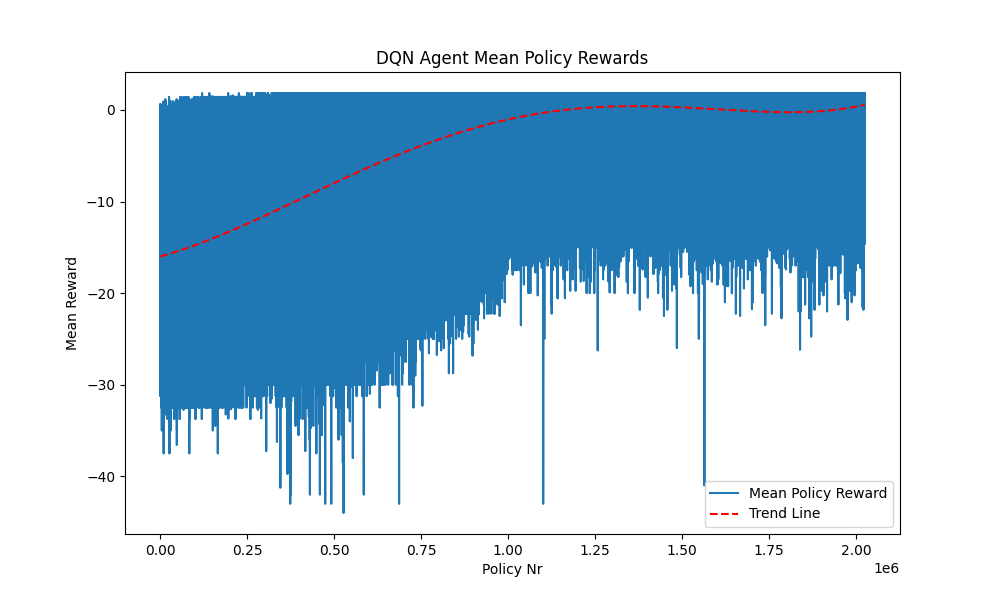 DQN Agent Mean Policy Rewards
Mean Reward
0
−10
−20
−30
−40
Mean Policy Reward
Trend Line
0.00 0.25 0.50 0.75 1.00 1.25 1.50 1.75 2.00
Policy Nr
1e6